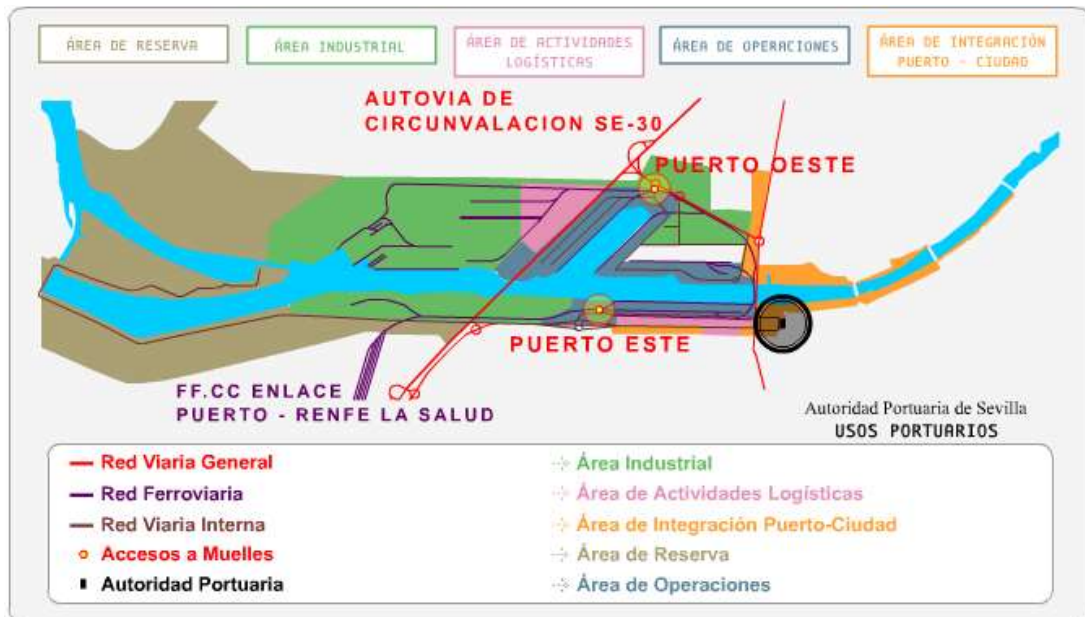 ÁREA DE RESERVA
ÁREA INDUSTRIAL
ÁREA DE ACTIVIDADES
LOGÍSTICAS
ÁREA DE OPERACIONES
ÁREA DE INTEGRACIÓN
PUERTO - CIUDAD
AUTOVIA DE
CIRCUNVALACION SE-30
PUERTO OESTE
PUERTO ESTE
FF.CC ENLACE
PUERTO - RENFE LA SALUD
Autoridad Portuaria de Sevilla
USOS PORTUARIOS
Red Viaria General
Red Ferroviaria
Red Viaria Interna
Accesos a Muelles
Autoridad Portuaria
Área Industrial
Área de Actividades Logísticas
Área de Integración Puerto-Ciudad
Área de Reserva
Área de Operaciones